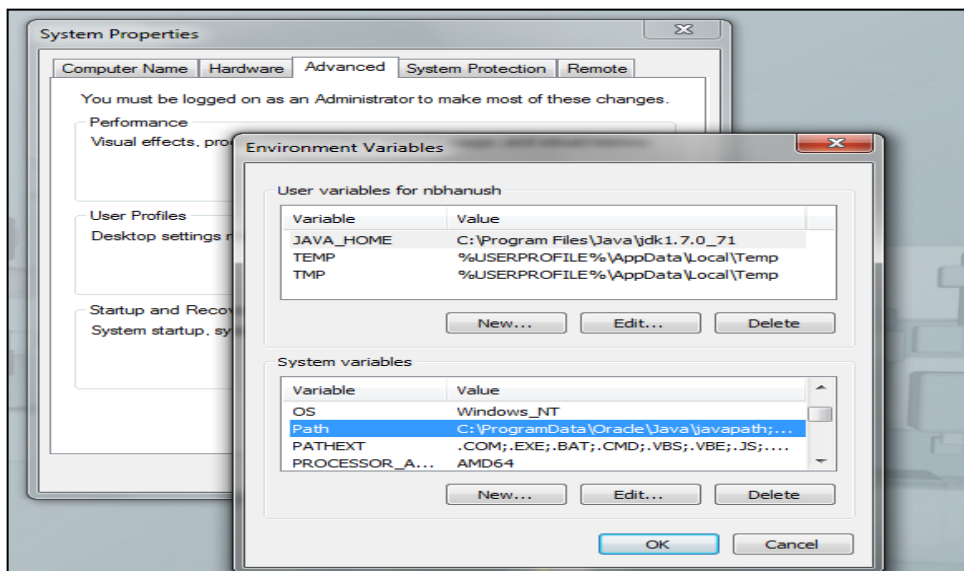 System Properties
Computer Name Hardware Advanced System Protection Remote
You must be logged on as an Administrator to make most of these changes.
Performance
Visual effects,
Environment Variables
User variables for nbhanush
Variable Value
JAVA_HOME C:\Program Files\Java\jdk1.7.0_71
TEMP %USERPROFILE%\AppData\Local\Temp
TMP %USERPROFILE%\AppData\Local\Temp
New... Edit... Delete
User Profiles
Desktop settings
Startup and Reco
System startup, sy
System variables
Variable Value
OS Windows_NT
Path C:\ProgramData\Oracle\Java\javapath;...
PATHEXT .COM;.EXE;.BAT;.CMD;.VBS;.VBE;.JS;....
PROCESSOR_A... AMD64
New... Edit... Delete
OK Cancel